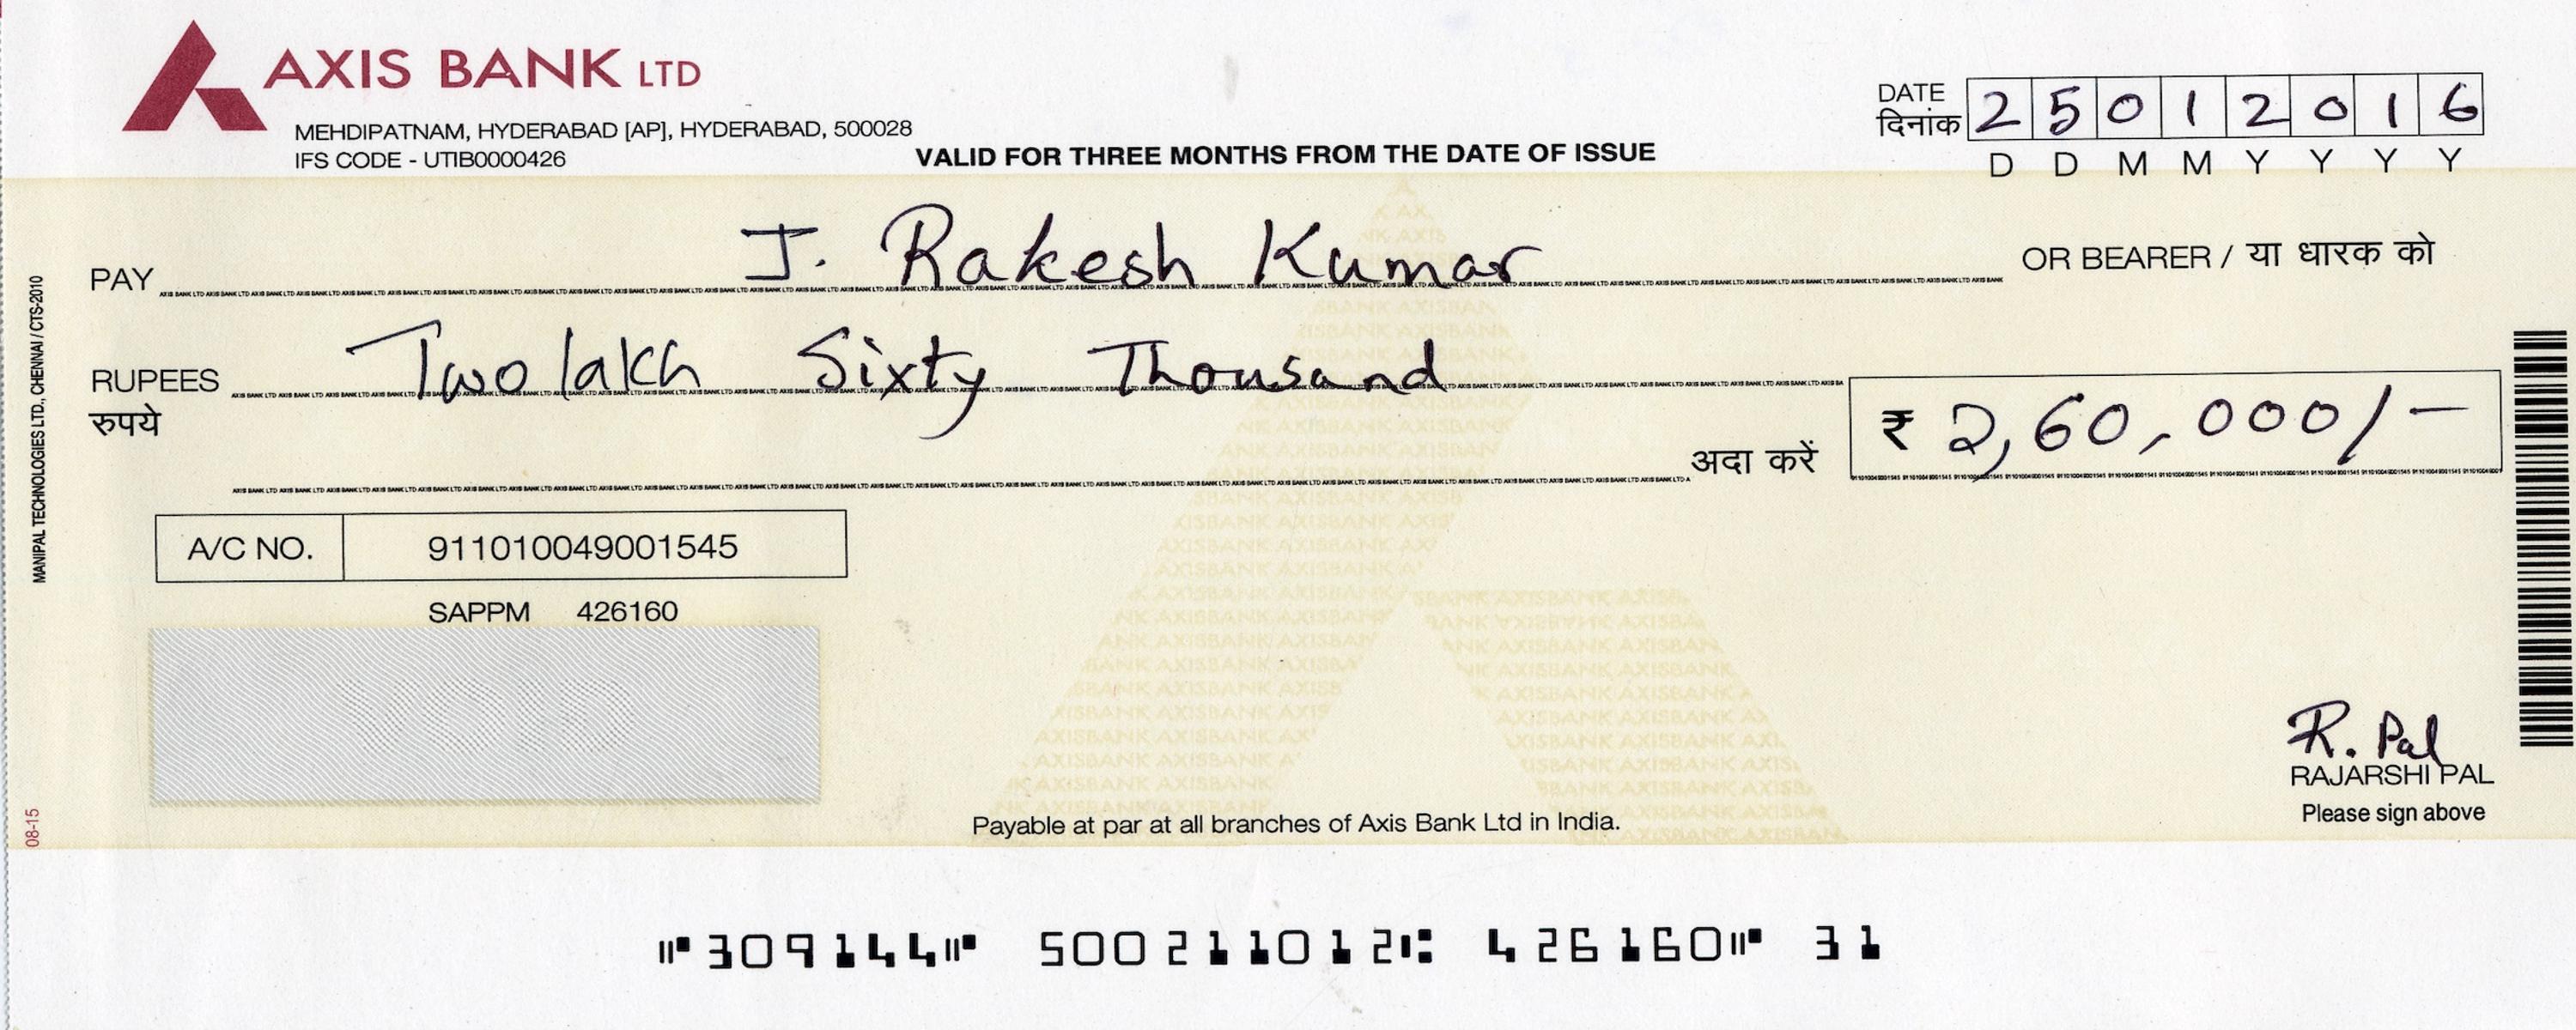 AXIS BANK LTD
MEHDIPATNAM, HYDERABAD [AP], HYDERABAD, 500028
IFS CODE - UTIB0000426
VALID FOR THREE MONTHS FROM THE DATE OF ISSUE
DATE
दिनांक
2 5 0 1 2 0 1 6
D D M M Y Y Y Y
PAY J. Rakesh Kumar OR BEARER / या धारक को
RUPEES Two lakh Sixty Thousand
रुपये
अदा करें ₹ 2,60,000/-
A/C NO. 911010049001545
SAPPM 426160
VOID
R. Pal
RAJARSHI PAL
Please sign above
Payable at par at all branches of Axis Bank Ltd in India.
MANIPAL TECHNOLOGIES LTD., CHENNAI / CTS-2010
08-15
⑈309144⑈ 500211012⑆ 426160⑈ 31